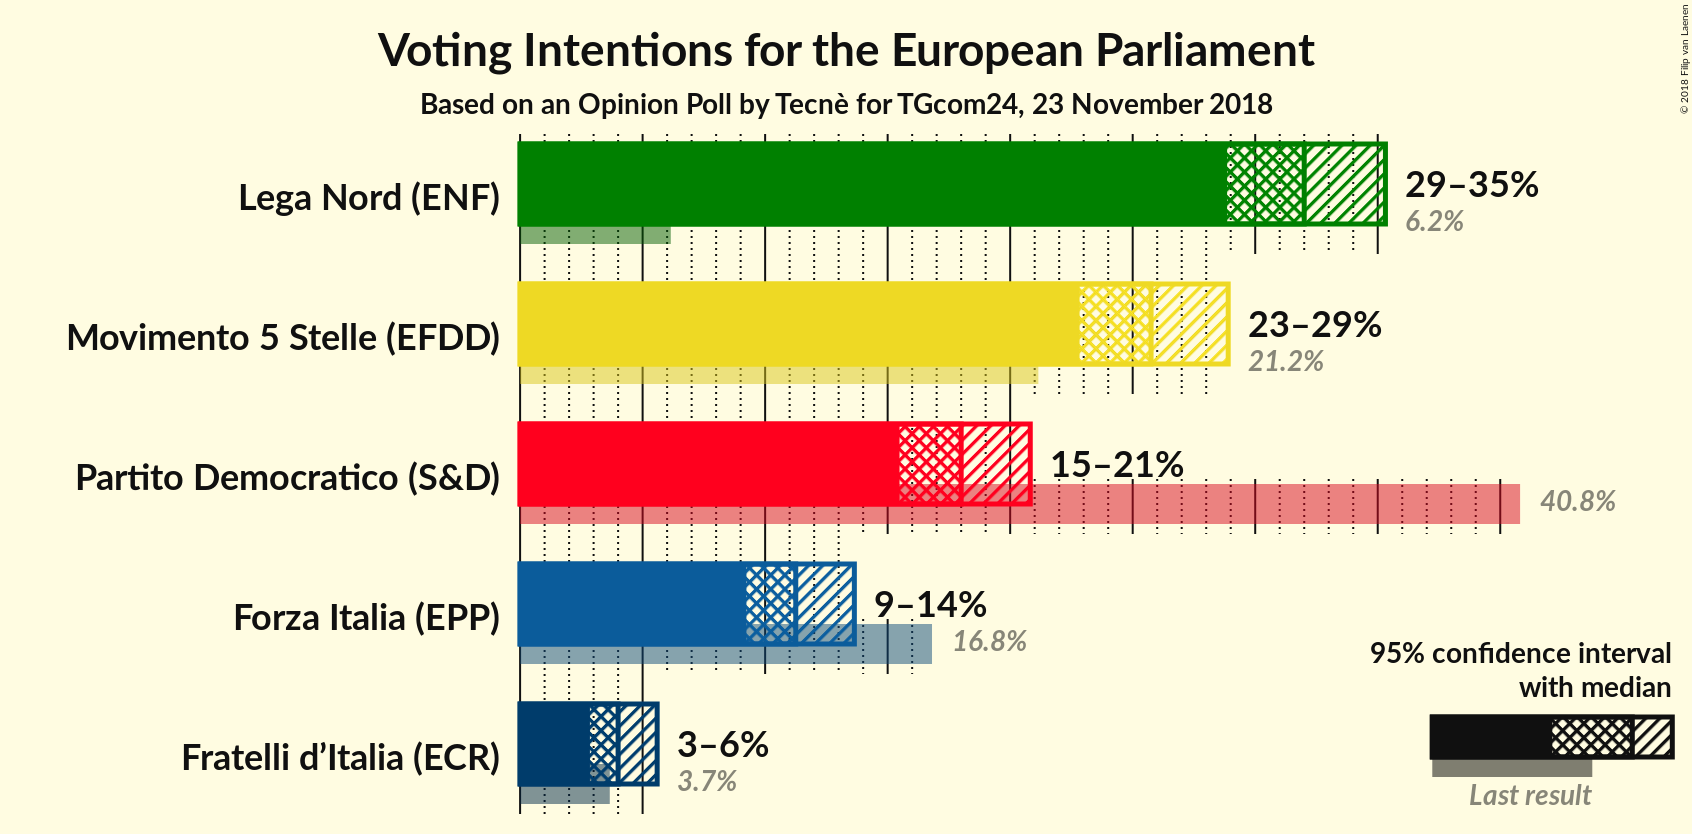 Voting Intentions for the European Parliament
Based on an Opinion Poll by Tecnè for TGcom24, 23 November 2018
© 2018 Filip van Laenen
Lega Nord (ENF)
29–35%
6.2%
Movimento 5 Stelle (EFDD)
23–29%
21.2%
Partito Democratico (S&D)
15–21%
40.8%
Forza Italia (EPP)
9–14%
16.8%
Fratelli d’Italia (ECR)
3–6%
3.7%
95% confidence interval
with median
Last result